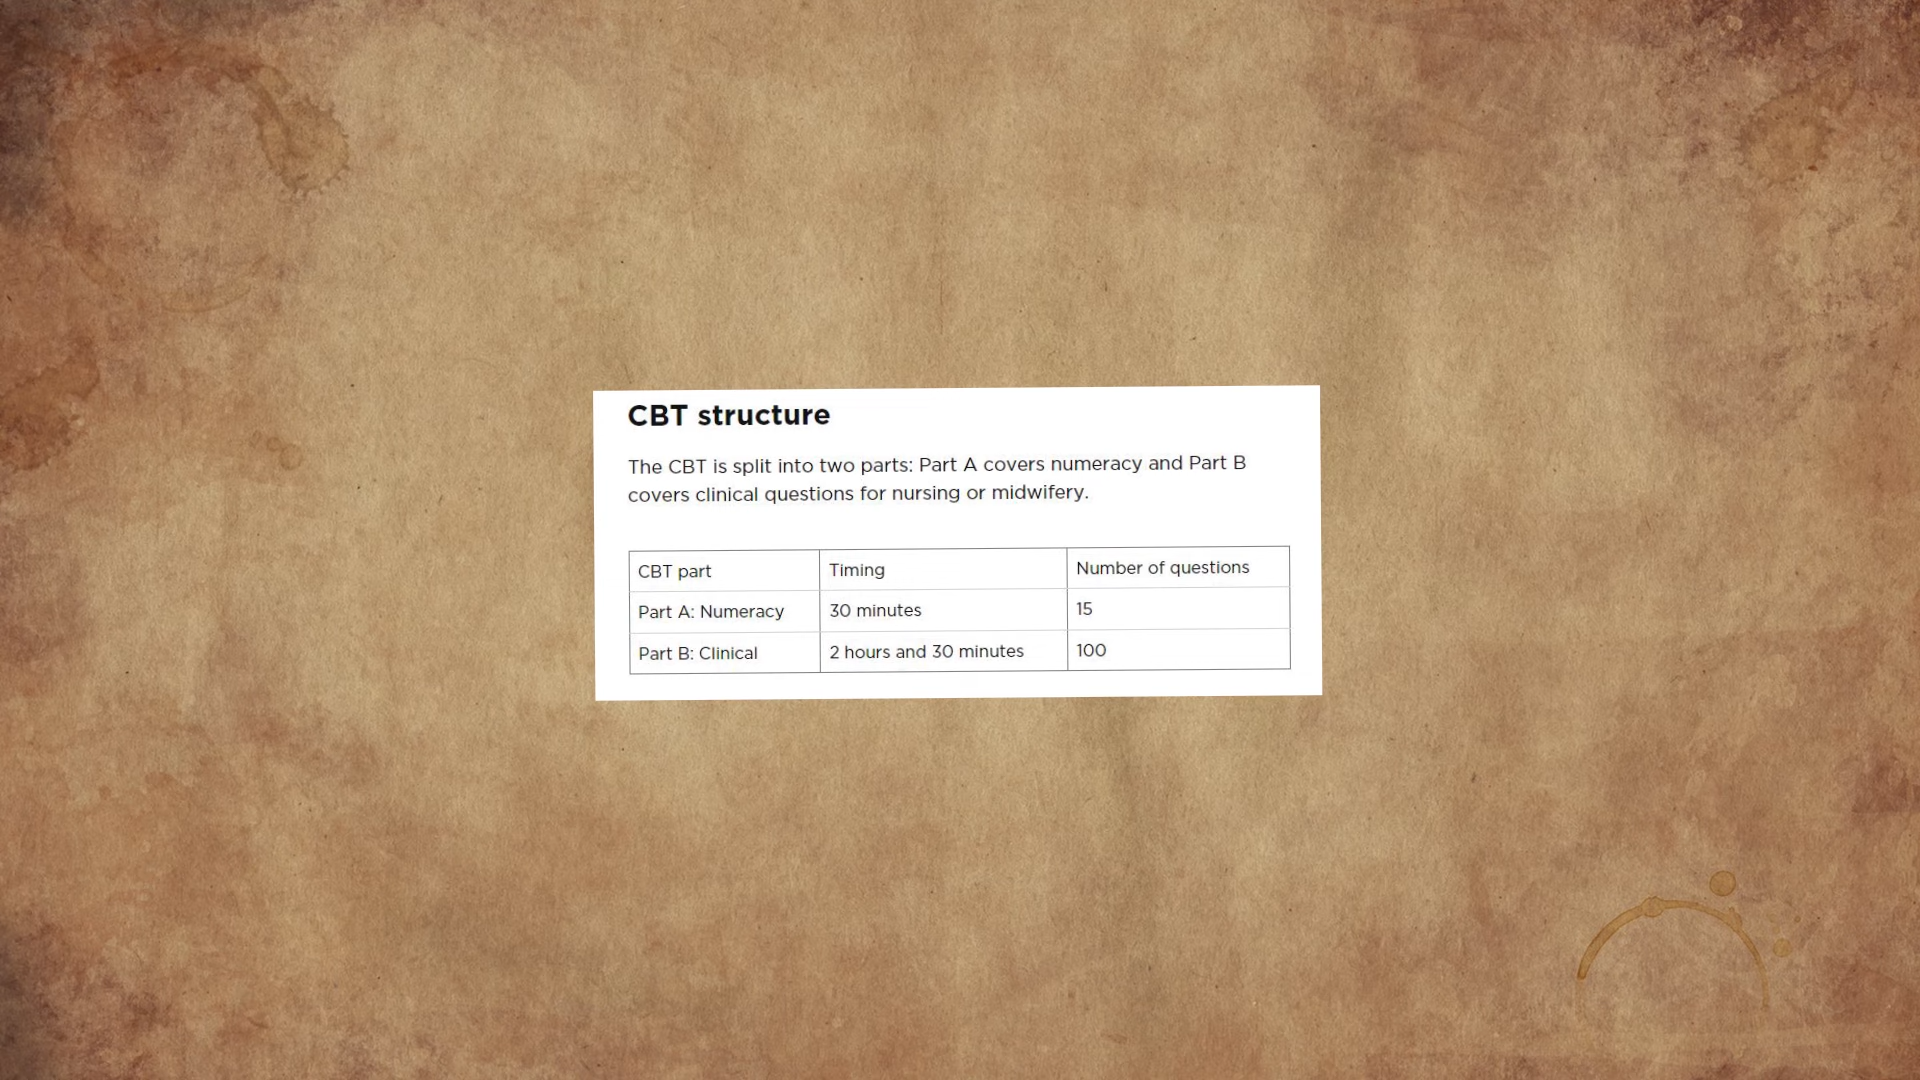 CBT structure
The CBT is split into two parts: Part A covers numeracy and Part B
covers clinical questions for nursing or midwifery.
CBT part Timing Number of questions
Part A: Numeracy 30 minutes 15
Part B: Clinical 2 hours and 30 minutes 100